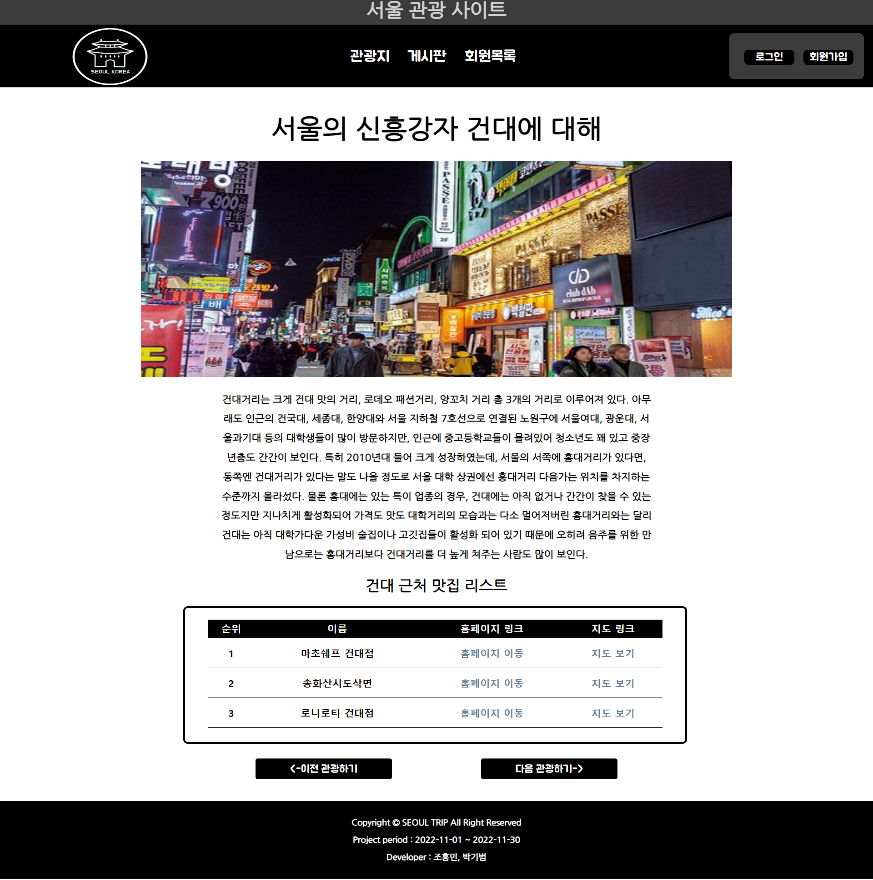 서울 관광 사이트
SEOUL KOREA
관광지 게시판 회원목록
로그인 회원가입
서울의 신흥강자 건대에 대해
PASSÉ
2F
PASSÉ
PASSÉ
900
club dAb
건대거리는 크게 건대 맛의 거리, 로데오 패션거리, 양꼬치 거리 총 3개의 거리로 이루어져 있다. 아무
래도 인근의 건국대, 세종대, 한양대와 서울 지하철 7호선으로 연결된 노원구에 서울여대, 광운대, 서
울과기대 등의 대학생들이 많이 방문하지만, 인근에 중고등학교들이 몰려있어 청소년도 꽤 있고 중장
년층도 간간이 보인다. 특히 2010년대 들어 크게 성장하였는데, 서울의 서쪽에 홍대거리가 있다면,
동쪽엔 건대거리가 있다는 말도 나올 정도로 서울 대학 상권에선 홍대거리 다음가는 위치를 차지하는
수준까지 올라섰다. 물론 홍대에는 있는 특이 업종의 경우, 건대에는 아직 없거나 간간이 찾을 수 있는
정도지만 지나치게 활성화되어 가격도 맛도 대학거리의 모습과는 다소 멀어저버린 홍대거리와는 달리
건대는 아직 대학가다운 가성비 술집이나 고깃집들이 활성화 되어 있기 때문에 오히려 음주를 위한 만
남으로는 홍대거리보다 건대거리를 더 높게 쳐주는 사람도 많이 보인다.
건대 근처 맛집 리스트
순위 이름 홈페이지 링크 지도 링크
1 마초쉐프 건대점 홈페이지 이동 지도 보기
2 송화산시도삭면 홈페이지 이동 지도 보기
3 로니로티 건대점 홈페이지 이동 지도 보기
<-이전 관광하기 다음 관광하기->
Copyright © SEOUL TRIP All Right Reserved
Project period : 2022-11-01 ~ 2022-11-30
Developer : 조홍민, 박기범